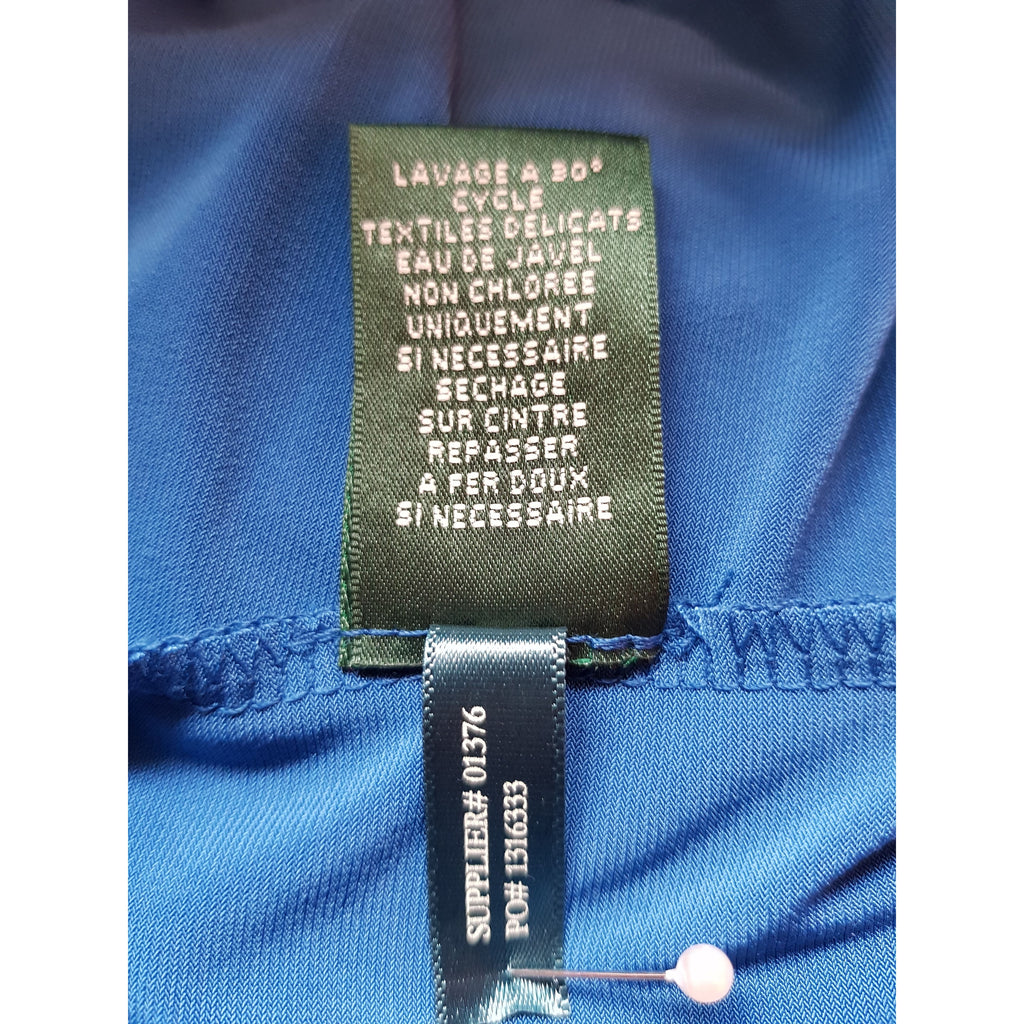 LAVAGE A 30°
CYCLE
TEXTILES DELICATS
EAU DE JAVEL
NON CHLOREE
UNIQUEMENT
SI NECESSAIRE
SECHAGE
SUR CINTRE
REPASSER
A FER DOUX
SI NECESSAIRE
SUPPLIER# 01376
PO# 1316333